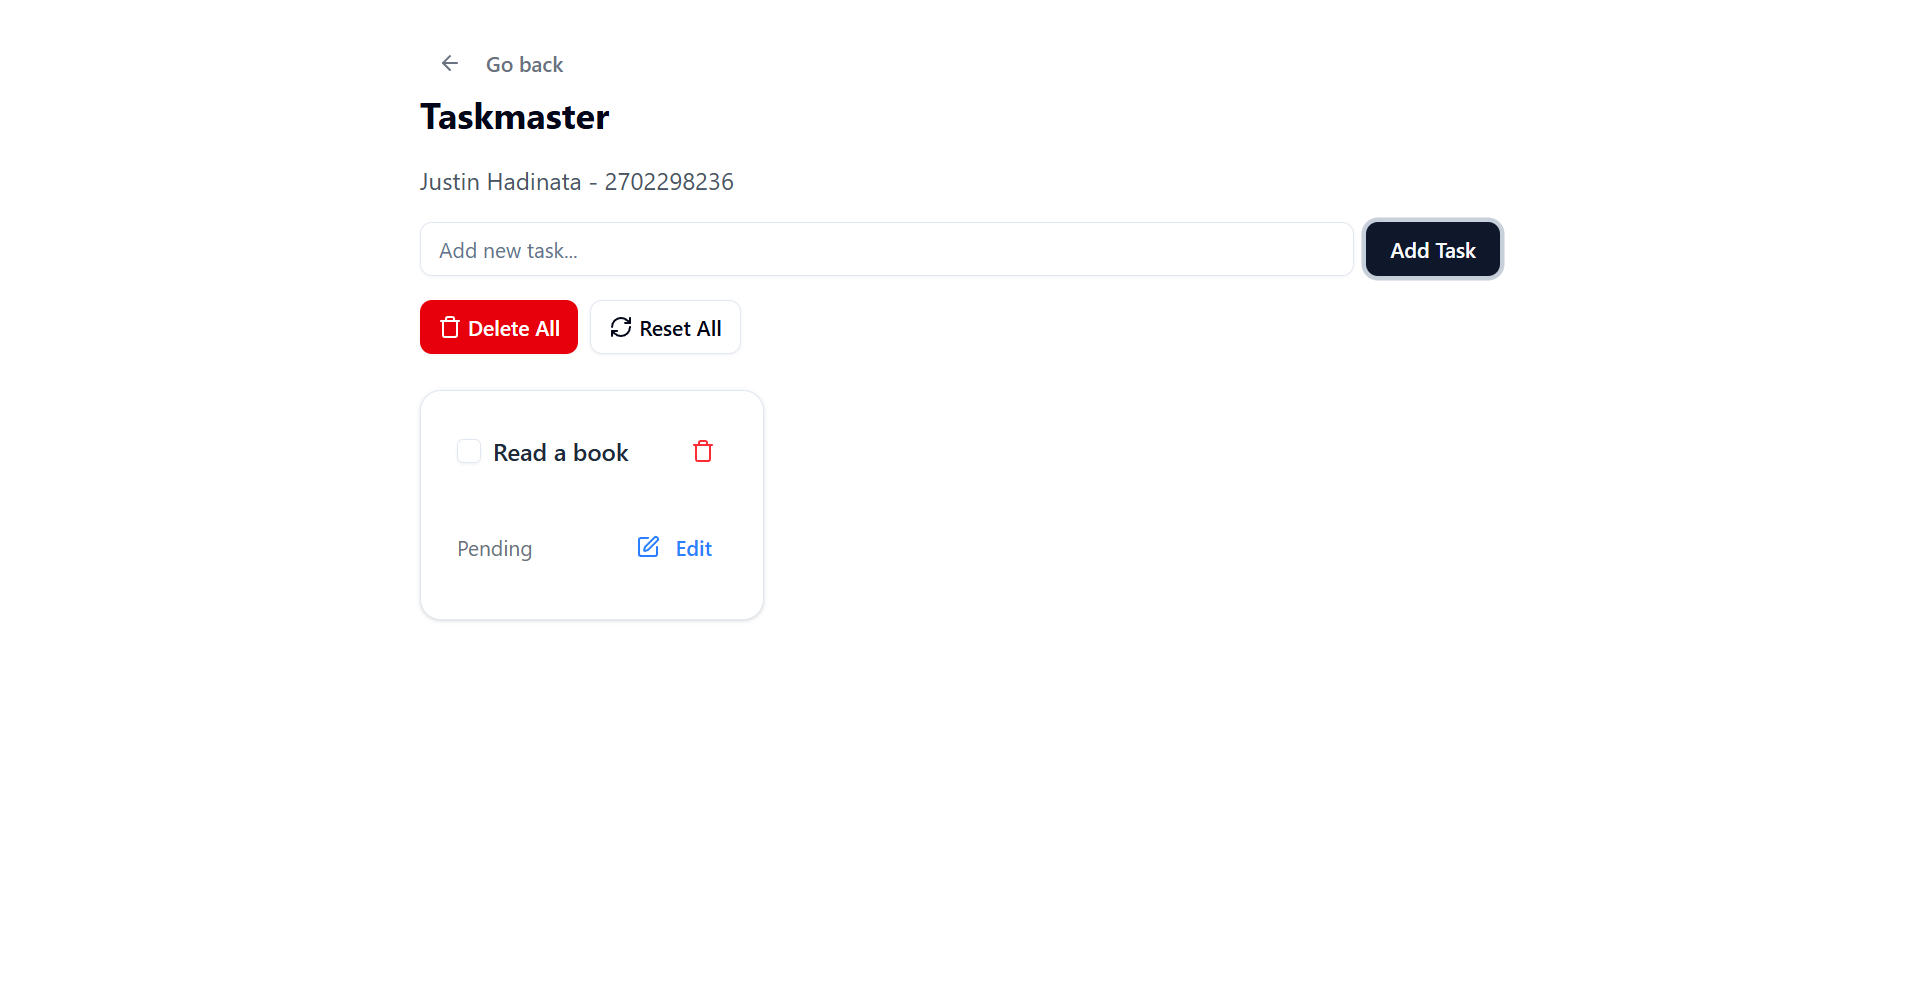 Go back
Taskmaster
Justin Hadinata - 2702298236
Add new task...
Add Task
Delete All
Reset All
Read a book
Pending
Edit